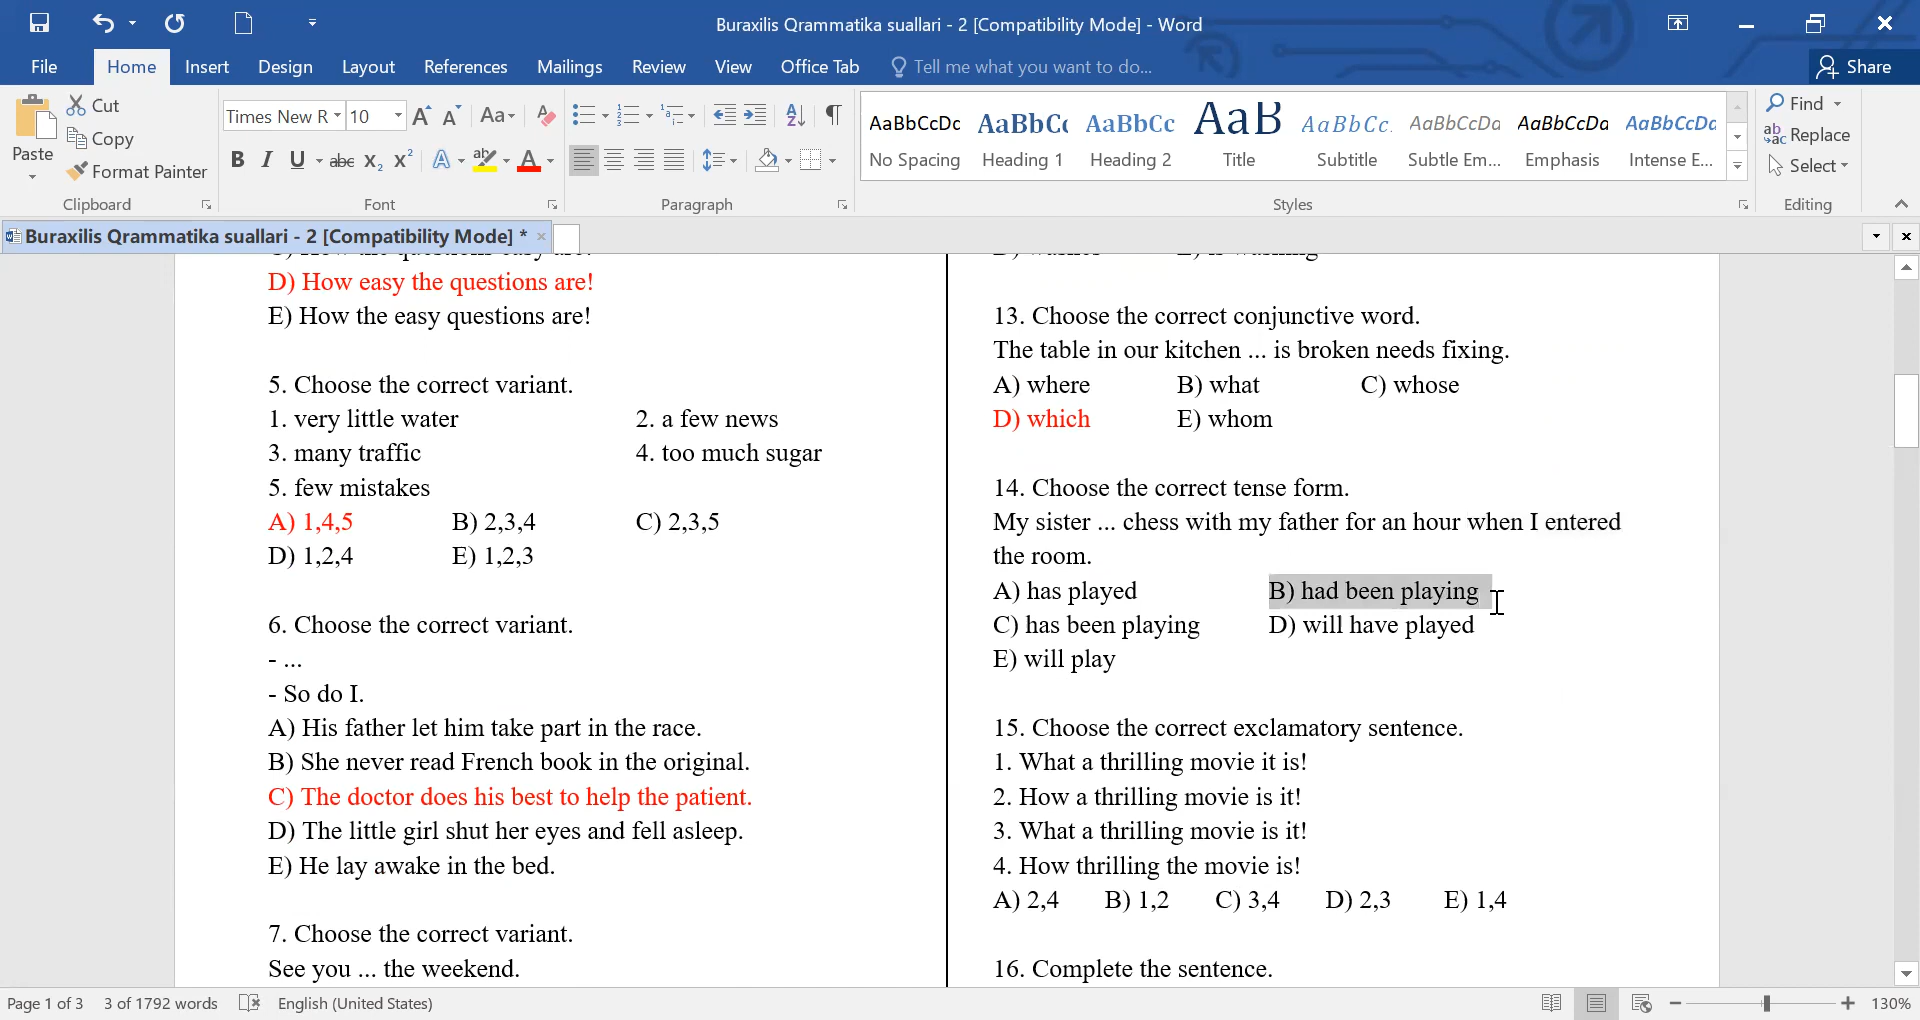 Buraxilis Qrammatika suallari - 2 [Compatibility Mode] - Word
File Home Insert Design Layout References Mailings Review View Office Tab Tell me what you want to do... Share
Paste
Cut
Copy
Format Painter
Clipboard
Times New R 10
Font
Paragraph
AaBbCcDc AaBbCc AaBbCc AaB AaBbCc. AaBbCcDc AaBbCcDc AaBbCcDc
No Spacing Heading 1 Heading 2 Title Subtitle Subtle Em... Emphasis Intense E...
Styles
Find
Replace
Select
Editing
Buraxilis Qrammatika suallari - 2 [Compatibility Mode] *
D) How easy the questions are!
E) How the easy questions are!
5. Choose the correct variant.
1. very little water 2. a few news
3. many traffic 4. too much sugar
5. few mistakes
A) 1,4,5 B) 2,3,4 C) 2,3,5
D) 1,2,4 E) 1,2,3
6. Choose the correct variant.
- ...
- So do I.
A) His father let him take part in the race.
B) She never read French book in the original.
C) The doctor does his best to help the patient.
D) The little girl shut her eyes and fell asleep.
E) He lay awake in the bed.
7. Choose the correct variant.
See you ... the weekend.
13. Choose the correct conjunctive word.
The table in our kitchen ... is broken needs fixing.
A) where B) what C) whose
D) which E) whom
14. Choose the correct tense form.
My sister ... chess with my father for an hour when I entered
the room.
A) has played B) had been playing
C) has been playing D) will have played
E) will play
15. Choose the correct exclamatory sentence.
1. What a thrilling movie it is!
2. How a thrilling movie is it!
3. What a thrilling movie is it!
4. How thrilling the movie is!
A) 2,4 B) 1,2 C) 3,4 D) 2,3 E) 1,4
16. Complete the sentence.
Page 1 of 3 3 of 1792 words English (United States) 130%